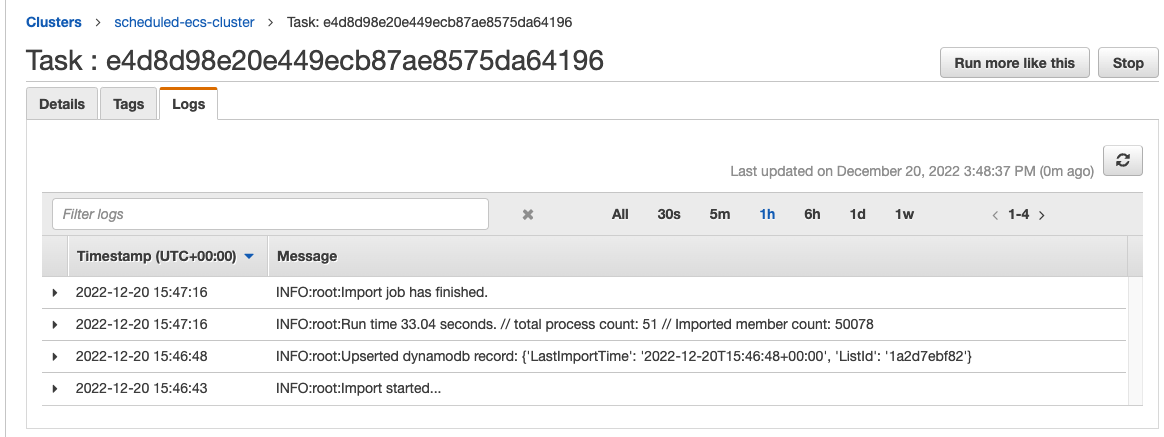 Clusters > scheduled-ecs-cluster > Task: e4d8d98e20e449ecb87ae8575da64196
Task : e4d8d98e20e449ecb87ae8575da64196
Run more like this Stop
Details Tags Logs
Last updated on December 20, 2022 3:48:37 PM (0m ago)
Filter logs ✖ All 30s 5m 1h 6h 1d 1w < 1-4 >
Timestamp (UTC+00:00) Message
2022-12-20 15:47:16 INFO:root:Import job has finished.
2022-12-20 15:47:16 INFO:root:Run time 33.04 seconds. // total process count: 51 // Imported member count: 50078
2022-12-20 15:46:48 INFO:root:Upserted dynamodb record: {'LastImportTime': '2022-12-20T15:46:48+00:00', 'ListId': '1a2d7ebf82'}
2022-12-20 15:46:43 INFO:root:Import started...